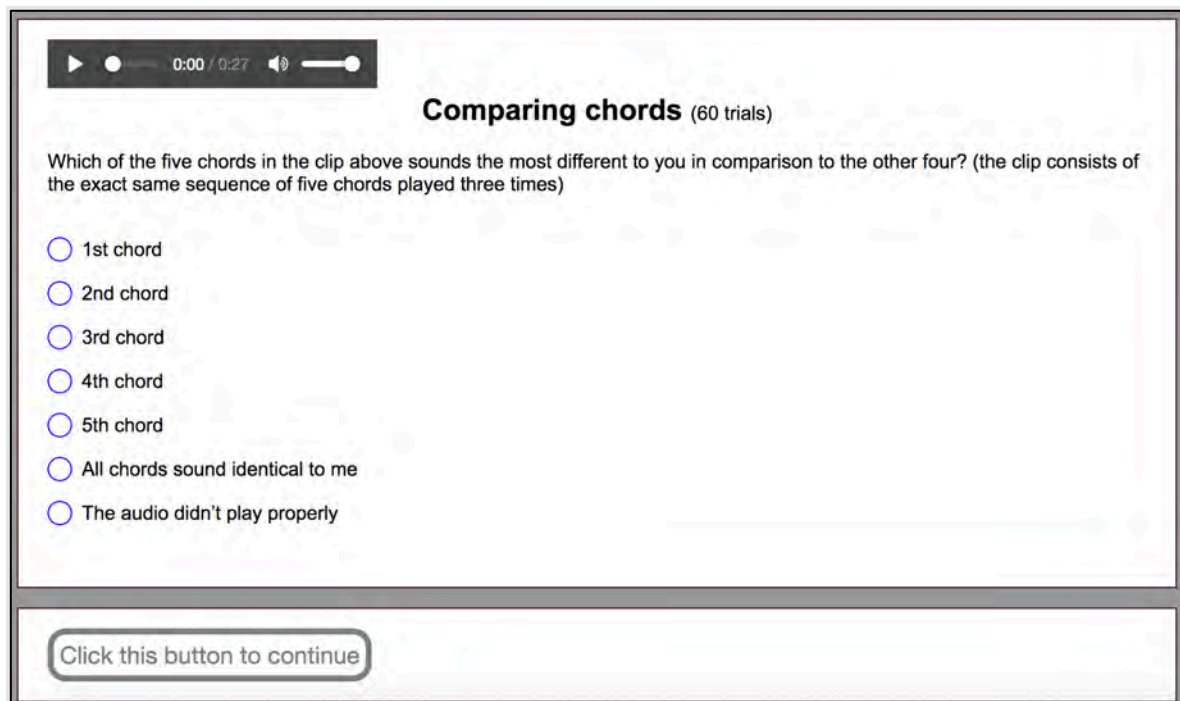 0:00 / 0:27
Comparing chords (60 trials)
Which of the five chords in the clip above sounds the most different to you in comparison to the other four? (the clip consists of
the exact same sequence of five chords played three times)
1st chord
2nd chord
3rd chord
4th chord
5th chord
All chords sound identical to me
The audio didn't play properly
Click this button to continue